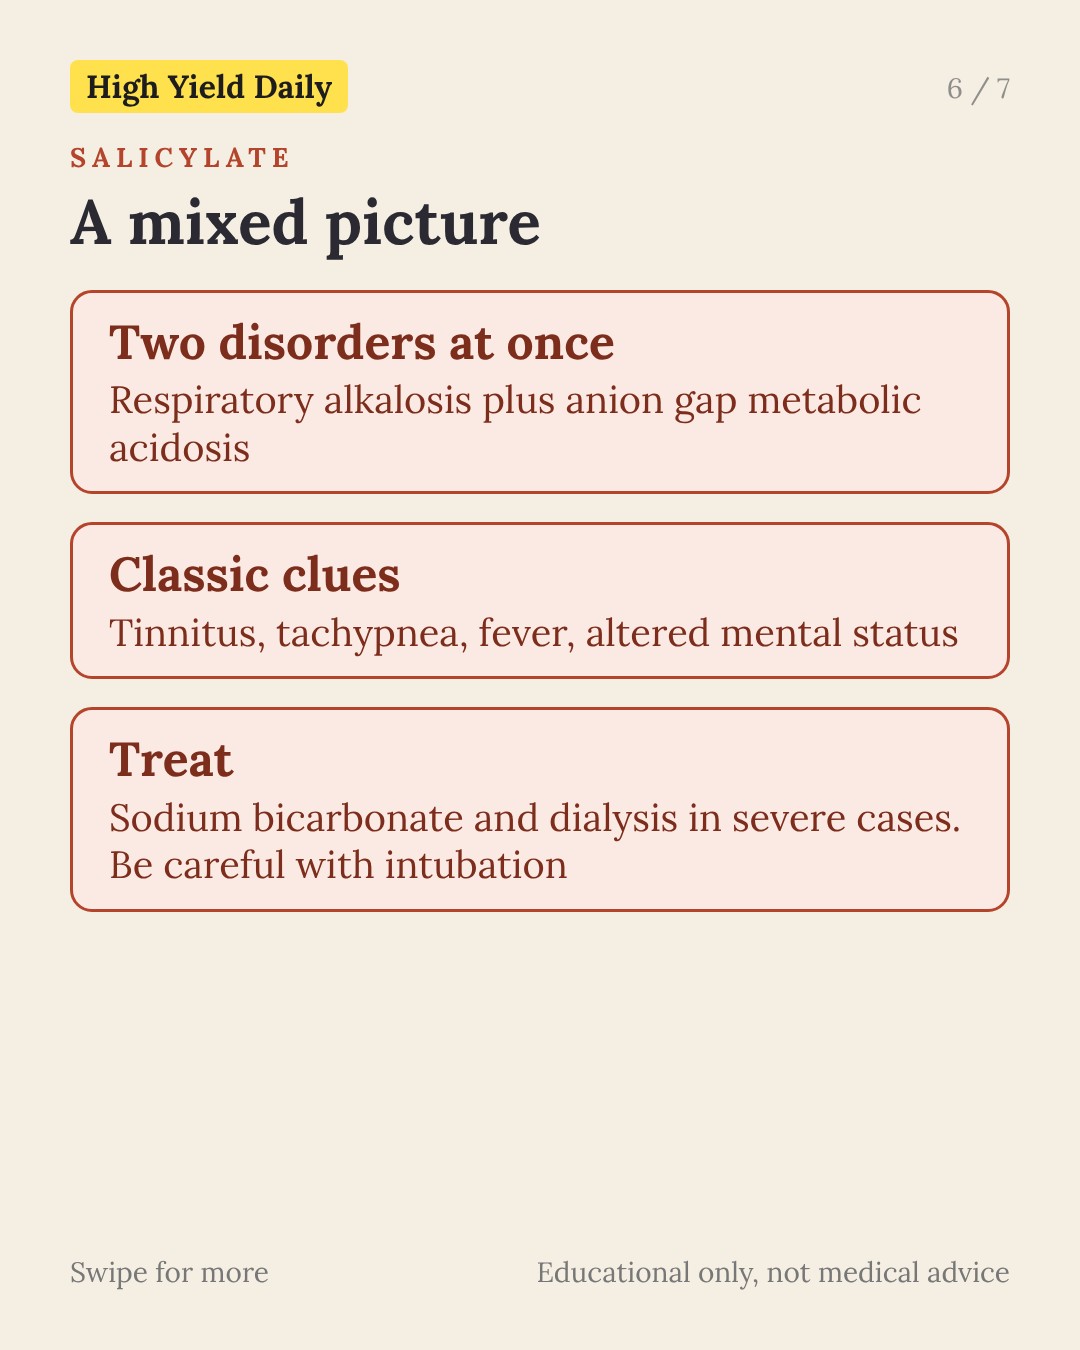 High Yield Daily
6 / 7
SALICYLATE
A mixed picture
Two disorders at once
Respiratory alkalosis plus anion gap metabolic
acidosis
Classic clues
Tinnitus, tachypnea, fever, altered mental status
Treat
Sodium bicarbonate and dialysis in severe cases.
Be careful with intubation
Swipe for more
Educational only, not medical advice